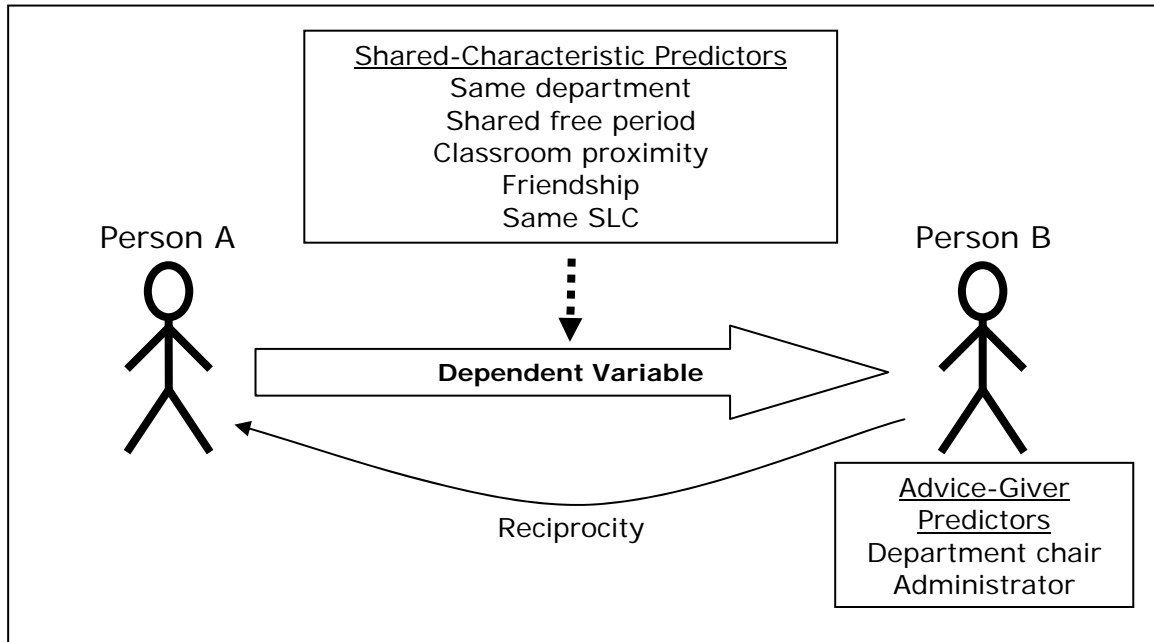 Shared-Characteristic Predictors
Same department
Shared free period
Classroom proximity
Friendship
Same SLC
Person A
Person B
Dependent Variable
Reciprocity
Advice-Giver
Predictors
Department chair
Administrator